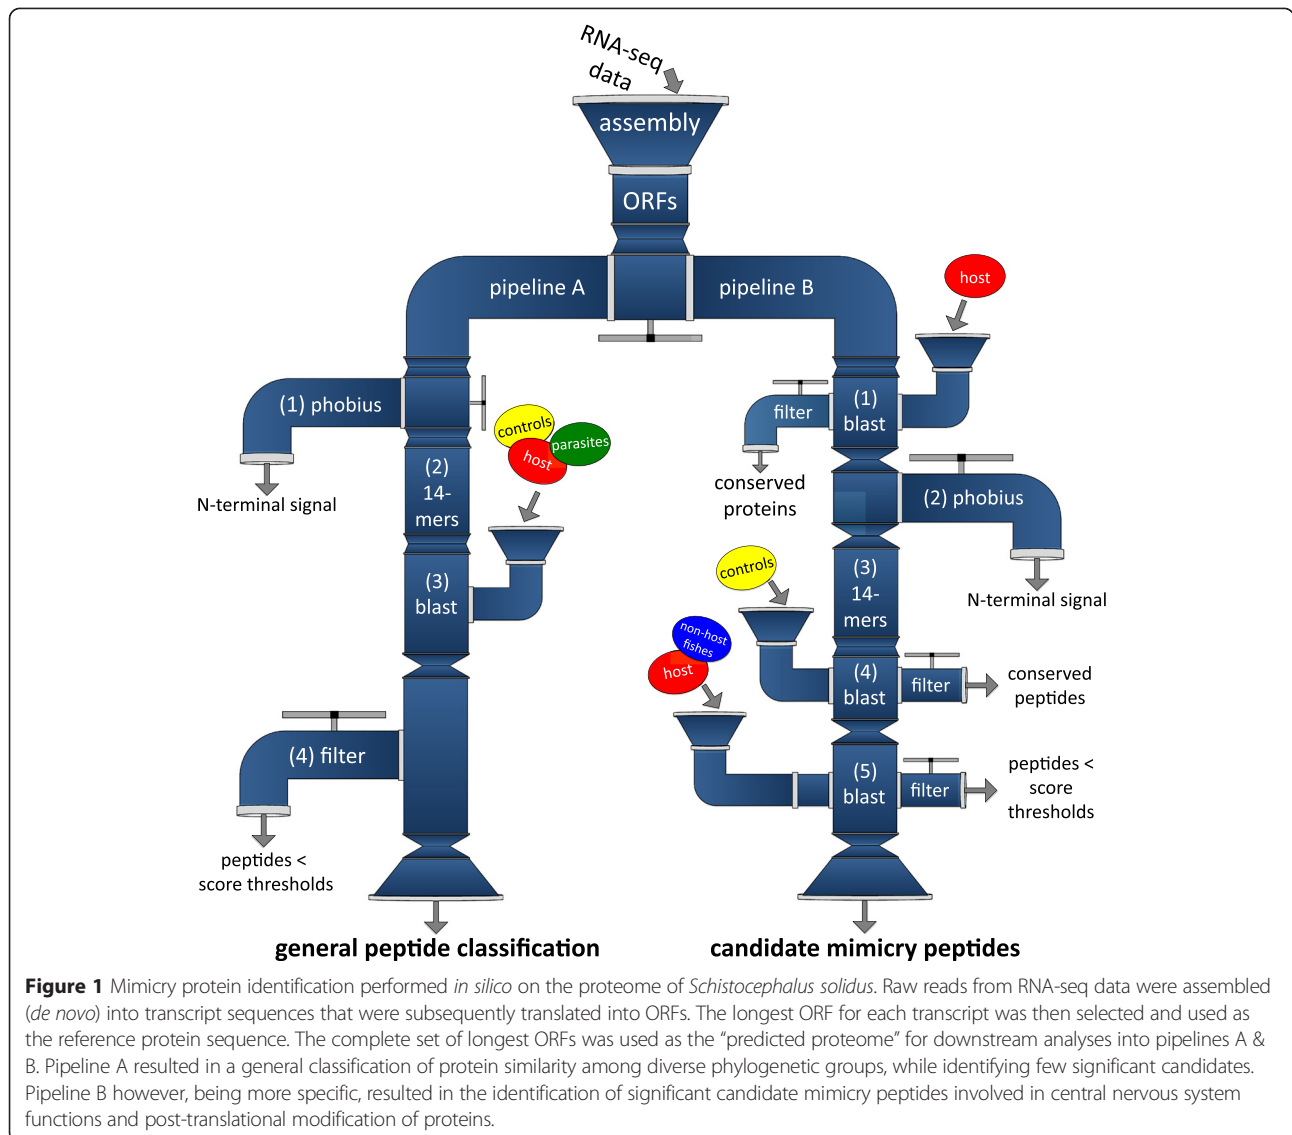 RNA-seq
data
assembly
ORFs
pipeline A
pipeline B
host
(1) phobius
N-terminal signal
controls
parasites
host
(2)
14-
mers
(3)
blast
(4) filter
peptides <
score thresholds
general peptide classification
(1)
blast
filter
conserved
proteins
(2) phobius
N-terminal signal
(3)
14-
mers
controls
non-host
fishes
host
(4)
blast
filter
conserved
peptides
(5)
blast
filter
peptides <
score
thresholds
candidate mimicry peptides
Figure 1 Mimicry protein identification performed in silico on the proteome of Schistocephalus solidus. Raw reads from RNA-seq data were assembled
(de novo) into transcript sequences that were subsequently translated into ORFs. The longest ORF for each transcript was then selected and used as
the reference protein sequence. The complete set of longest ORFs was used as the “predicted proteome” for downstream analyses into pipelines A &
B. Pipeline A resulted in a general classification of protein similarity among diverse phylogenetic groups, while identifying few significant candidates.
Pipeline B however, being more specific, resulted in the identification of significant candidate mimicry peptides involved in central nervous system
functions and post-translational modification of proteins.